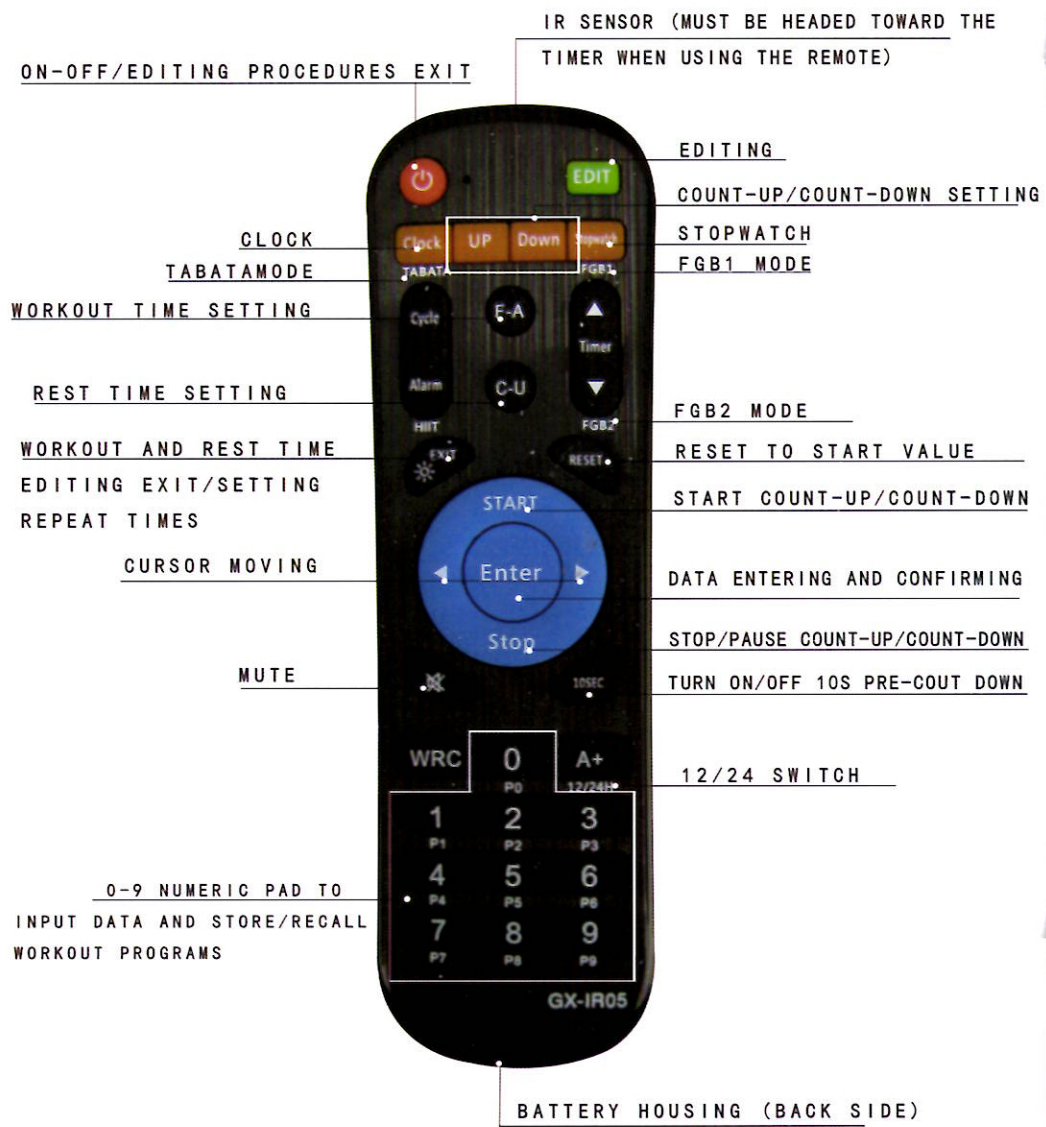 IR SENSOR (MUST BE HEADED TOWARD THE
TIMER WHEN USING THE REMOTE)
ON-OFF/EDITING PROCEDURES EXIT
EDITING
COUNT-UP/COUNT-DOWN SETTING
CLOCK
STOPWATCH
TABATAMODE
FGB1 MODE
WORKOUT TIME SETTING
REST TIME SETTING
FGB2 MODE
WORKOUT AND REST TIME
EDITING EXIT/SETTING
REPEAT TIMES
RESET TO START VALUE
START COUNT-UP/COUNT-DOWN
CURSOR MOVING
DATA ENTERING AND CONFIRMING
STOP/PAUSE COUNT-UP/COUNT-DOWN
MUTE
TURN ON/OFF 10S PRE-COUT DOWN
12/24 SWITCH
0-9 NUMERIC PAD TO
INPUT DATA AND STORE/RECALL
WORKOUT PROGRAMS
BATTERY HOUSING (BACK SIDE)
EDIT
Clock UP Down Stopwatch
TABATA FGB1
Cycle F-A
Timer
Alarm C-U
HIIT FGB2
EXIT RESET
START
Enter
Stop
10SEC
WRC 0 A+
P0 12/24H
1 2 3
P1 P2 P3
4 5 6
P4 P5 P6
7 8 9
P7 P8 P9
GX-IR05